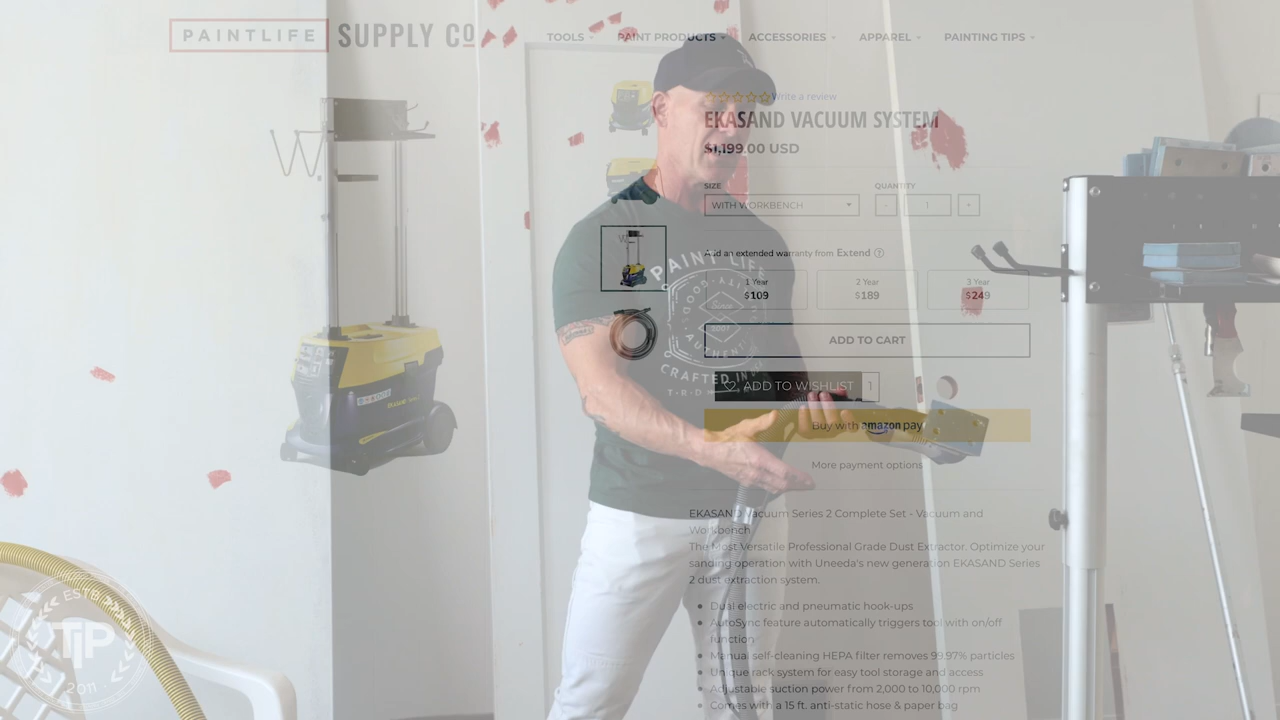 PAINTLIFE SUPPLY CO
TOOLS PAINT PRODUCTS ACCESSORIES APPAREL PAINTING TIPS
Write a review
EKASAND VACUUM SYSTEM
$1,199.00 USD
SIZE QUANTITY
WITH WORKBENCH - 1 +
Add an extended warranty from Extend ?
1 Year 2 Year 3 Year
$109 $189 $249
ADD TO CART
ADD TO WISHLIST 1
Buy with amazon pay
More payment options
EKASAND Vacuum Series 2 Complete Set - Vacuum and
Workbench
The Most Versatile Professional Grade Dust Extractor. Optimize your
sanding operation with Uneeda's new generation EKASAND Series
2 dust extraction system.
Dual electric and pneumatic hook-ups
AutoSync feature automatically triggers tool with on/off
function
Manual self-cleaning HEPA filter removes 99.97% particles
Unique rack system for easy tool storage and access
Adjustable suction power from 2,000 to 10,000 rpm
Comes with a 15 ft. anti-static hose & paper bag
PAINT LIFE
Since
2007
CRAFTED IN
ESTB
TiP
2011